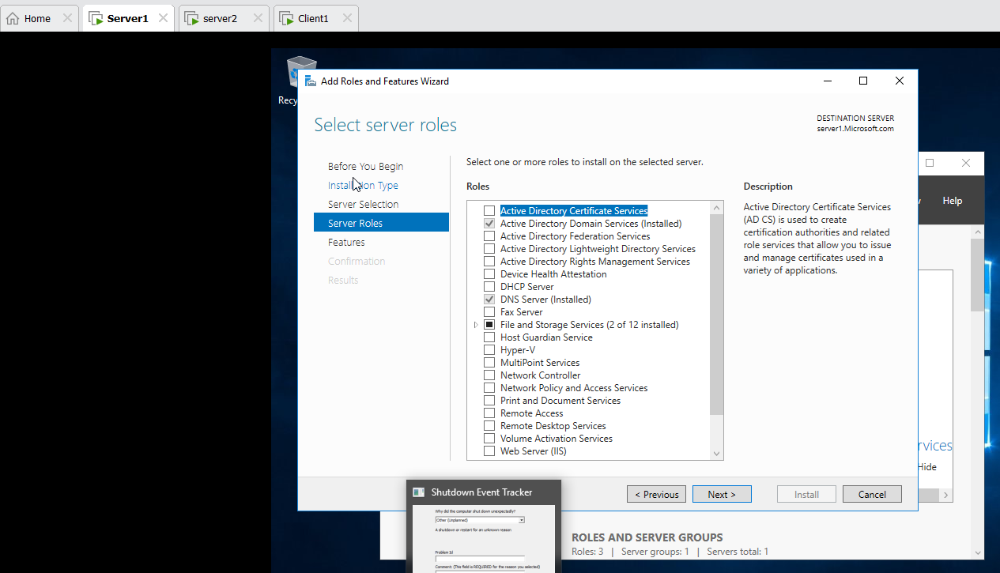 Home
Server1
server2
Client1
Recy
Add Roles and Features Wizard
Select server roles
DESTINATION SERVER
server1.Microsoft.com
Before You Begin
Installation Type
Server Selection
Server Roles
Features
Confirmation
Results
Select one or more roles to install on the selected server.
Roles
Active Directory Certificate Services
Active Directory Domain Services (Installed)
Active Directory Federation Services
Active Directory Lightweight Directory Services
Active Directory Rights Management Services
Device Health Attestation
DHCP Server
DNS Server (Installed)
Fax Server
File and Storage Services (2 of 12 installed)
Host Guardian Service
Hyper-V
MultiPoint Services
Network Controller
Network Policy and Access Services
Print and Document Services
Remote Access
Remote Desktop Services
Volume Activation Services
Web Server (IIS)
Description
Active Directory Certificate Services
(AD CS) is used to create
certification authorities and related
role services that allow you to issue
and manage certificates used in a
variety of applications.
< Previous
Next >
Install
Cancel
Help
rvices
Hide
Shutdown Event Tracker
Why did the computer shut down unexpectedly?
Other (Unplanned)
A shutdown or restart for an unknown reason
Problem Id
Comment: (This field is REQUIRED for the reason you selected)
ROLES AND SERVER GROUPS
Roles: 3 | Server groups: 1 | Servers total: 1